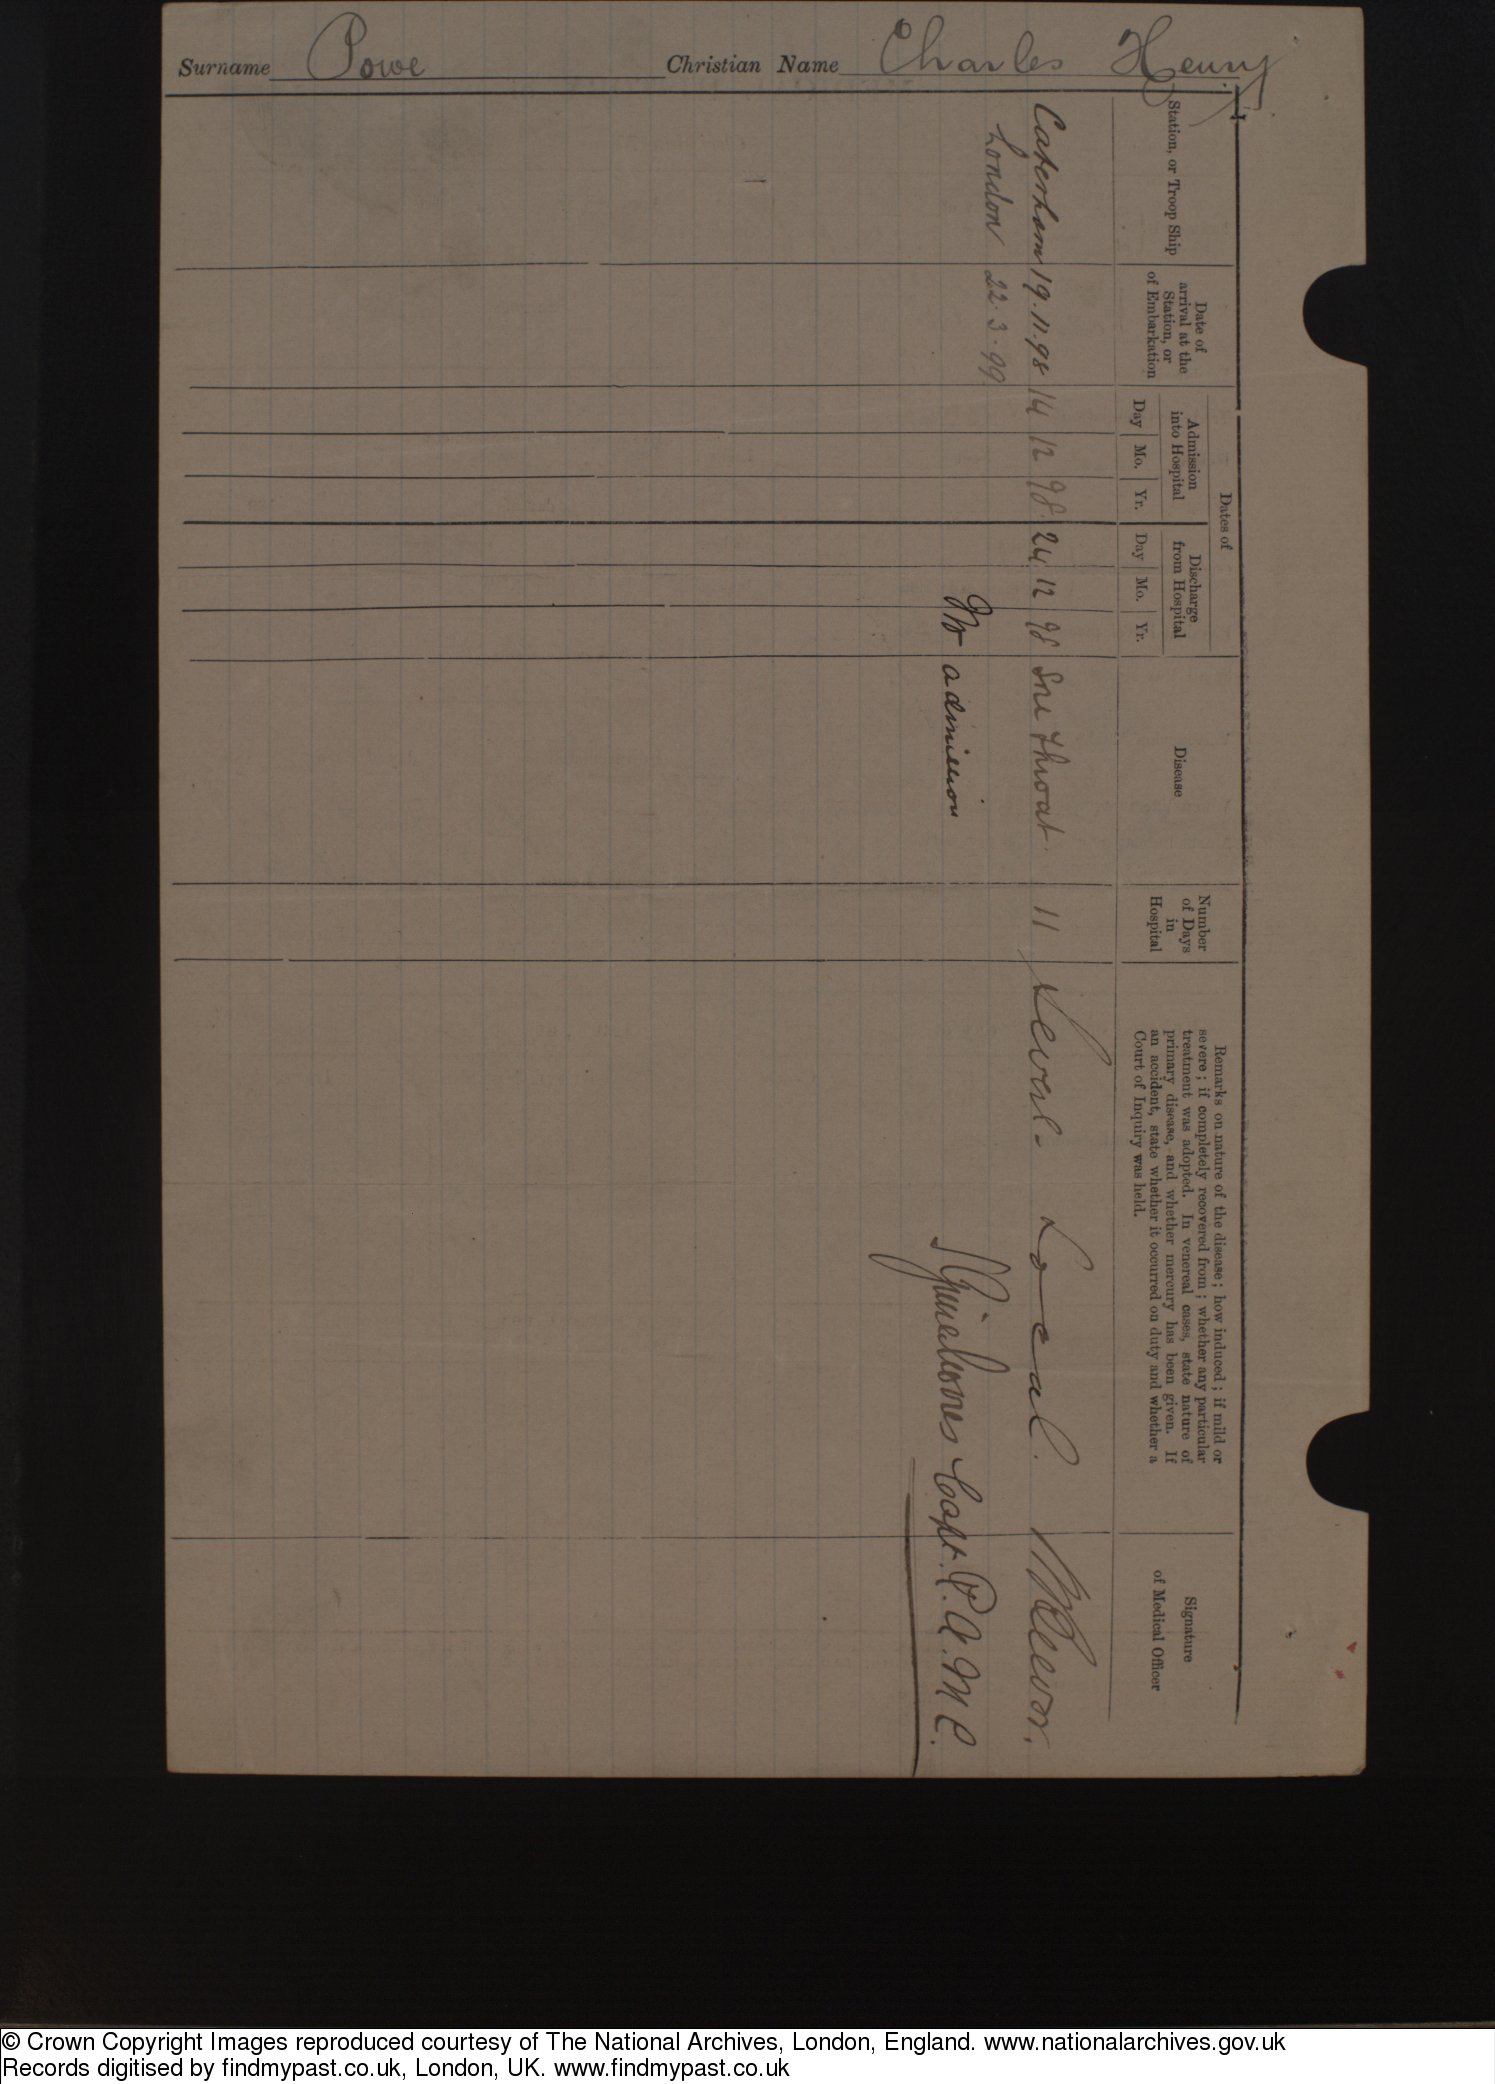 Surname Powe Christian Name Charles Henry
Station, or Troop Ship
Date of
arrival at the
Station, or
of Embarkation
Dates of
Admission
into Hospital
Day Mo. Yr.
Discharge
from Hospital
Day Mo. Yr.
Disease
Number
of Days
in
Hospital
Remarks on nature of the disease; how induced; if mild or
severe; if completely recovered from; whether any particular
treatment was adopted. In venereal cases, state nature of
primary disease, and whether mercury has been given. If
an accident, state whether it occurred on duty and whether a
Court of Inquiry was held.
Signature
of Medical Officer
Caterham 19.11.98 14 12 98 24 12 98 Sore Throat 11 Local.
London 22.3.99
No admission Capt. R.A.M.C.
© Crown Copyright Images reproduced courtesy of The National Archives, London, England. www.nationalarchives.gov.uk
Records digitised by findmypast.co.uk, London, UK. www.findmypast.co.uk